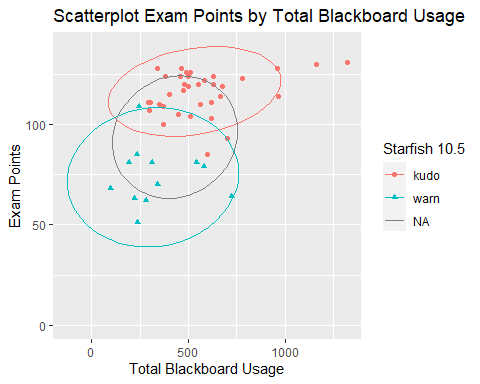 Scatterplot Exam Points by Total Blackboard Usage
Exam Points
100
50
0
0
500
1000
Total Blackboard Usage
Starfish 10.5
kudo
warn
NA